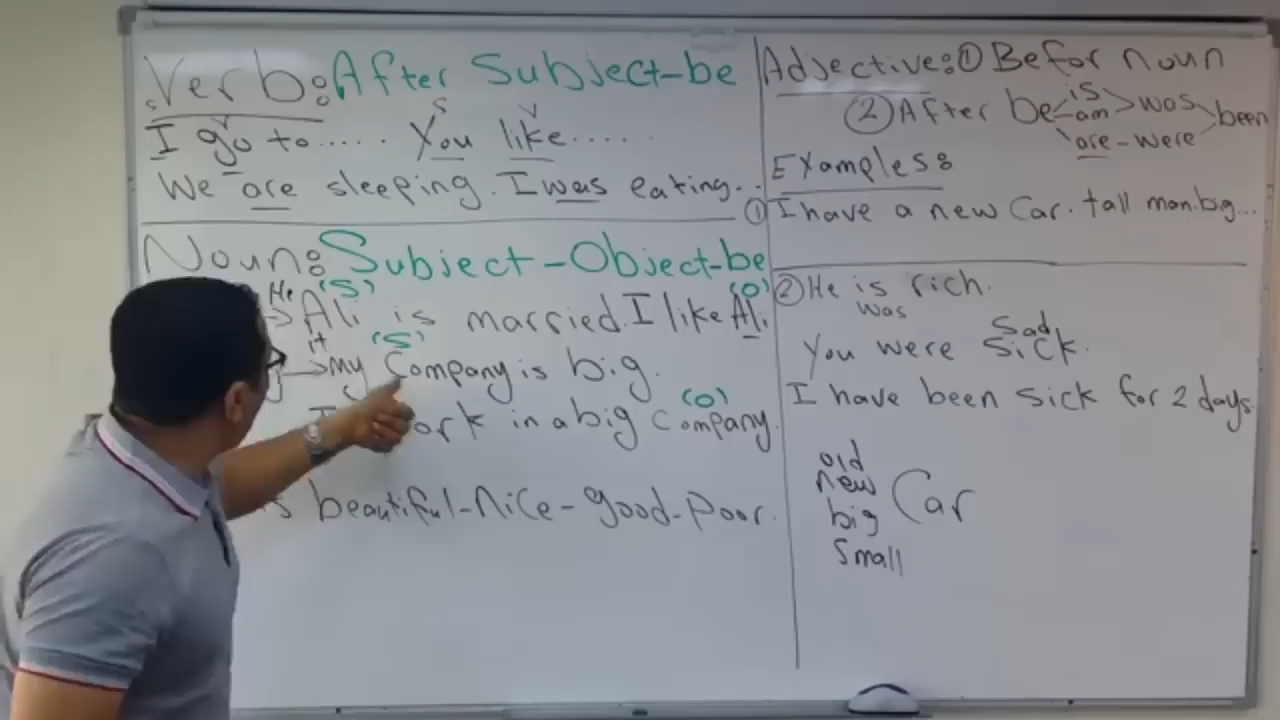 Verb: After Subject-be
S V
V
I go to..... You like......
We are sleeping. I was eating...
Noun: Subject-Object-be
He (S) (O)
Ali is married. I like Ali.
it (S)
My Company is big.
(O)
in a big Company.
beautiful-nice-good-poor.
Adjective: ① Befor noun
② After be is am are - were was been
Examples:
① I have a new Car. tall man. big...
② He is rich.
was
Sad
You were Sick.
I have been sick for 2 days
old
new
big
Small
Car